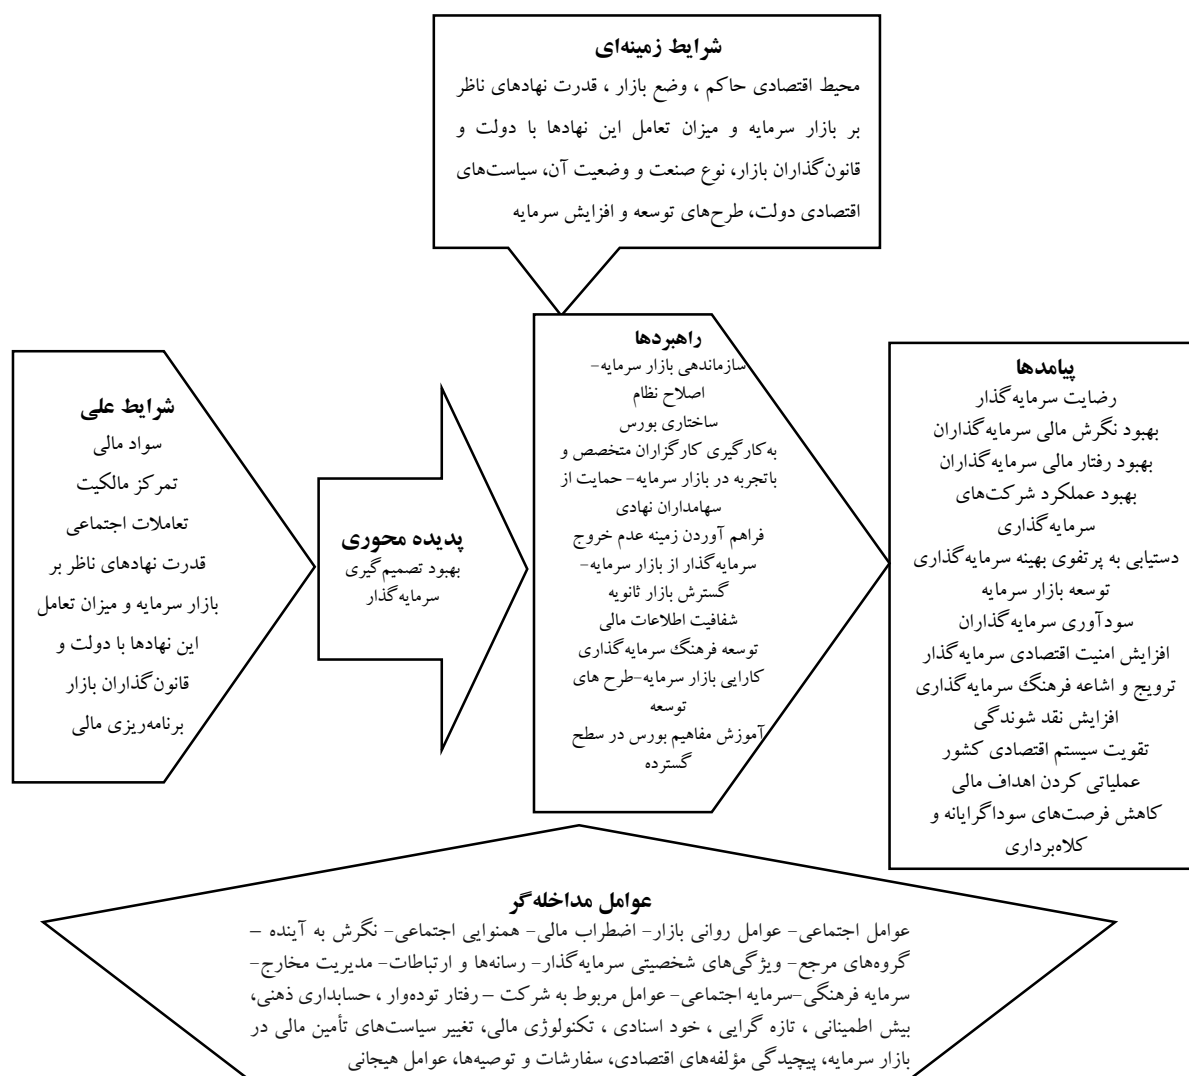 شرایط زمینه‌ای
محیط اقتصادی حاکم ، وضع بازار ، قدرت نهادهای ناظر
بر بازار سرمایه و میزان تعامل این نهادها با دولت و
قانون‌گذاران بازار، نوع صنعت و وضعیت آن، سیاست‌های
اقتصادی دولت، طرح‌های توسعه و افزایش سرمایه
شرایط علی
سواد مالی
تمرکز مالکیت
تعاملات اجتماعی
قدرت نهادهای ناظر بر
بازار سرمایه و میزان تعامل
این نهادها با دولت و
قانون‌گذاران بازار
برنامه‌ریزی مالی
پدیده محوری
بهبود تصمیم‌گیری
سرمایه‌گذار
راهبردها
سازماندهی بازار سرمایه-
اصلاح نظام
ساختاری بورس
به‌کارگیری کارگزاران متخصص و
باتجربه در بازار سرمایه- حمایت از
سهامداران نهادی
فراهم آوردن زمینه عدم خروج
سرمایه‌گذار از بازار سرمایه-
گسترش بازار ثانویه
شفافیت اطلاعات مالی
توسعه فرهنگ سرمایه‌گذاری
کارایی بازار سرمایه-طرح های
توسعه
آموزش مفاهیم بورس در سطح
گسترده
پیامدها
رضایت سرمایه‌گذار
بهبود نگرش مالی سرمایه‌گذاران
بهبود رفتار مالی سرمایه‌گذاران
بهبود عملکرد شرکت‌های
سرمایه‌گذاری
دستیابی به پرتفوی بهینه سرمایه‌گذاری
توسعه بازار سرمایه
سودآوری سرمایه‌گذاران
افزایش امنیت اقتصادی سرمایه‌گذار
ترویج و اشاعه فرهنگ سرمایه‌گذاری
افزایش نقد شوندگی
تقویت سیستم اقتصادی کشور
عملیاتی کردن اهداف مالی
کاهش فرصت‌های سوداگرایانه و
کلاه‌برداری
عوامل مداخله‌گر
عوامل اجتماعی- عوامل روانی بازار- اضطراب مالی- همنوایی اجتماعی- نگرش به آینده –
گروه‌های مرجع- ویژگی‌های شخصیتی سرمایه‌گذار- رسانه‌ها و ارتباطات- مدیریت مخارج-
سرمایه فرهنگی-سرمایه اجتماعی- عوامل مربوط به شرکت – رفتار توده‌وار ، حسابداری ذهنی،
بیش اطمینانی ، تازه گرایی ، خود اسنادی ، تکنولوژی مالی، تغییر سیاست‌های تأمین مالی در
بازار سرمایه، پیچیدگی مؤلفه‌های اقتصادی، سفارشات و توصیه‌ها، عوامل هیجانی